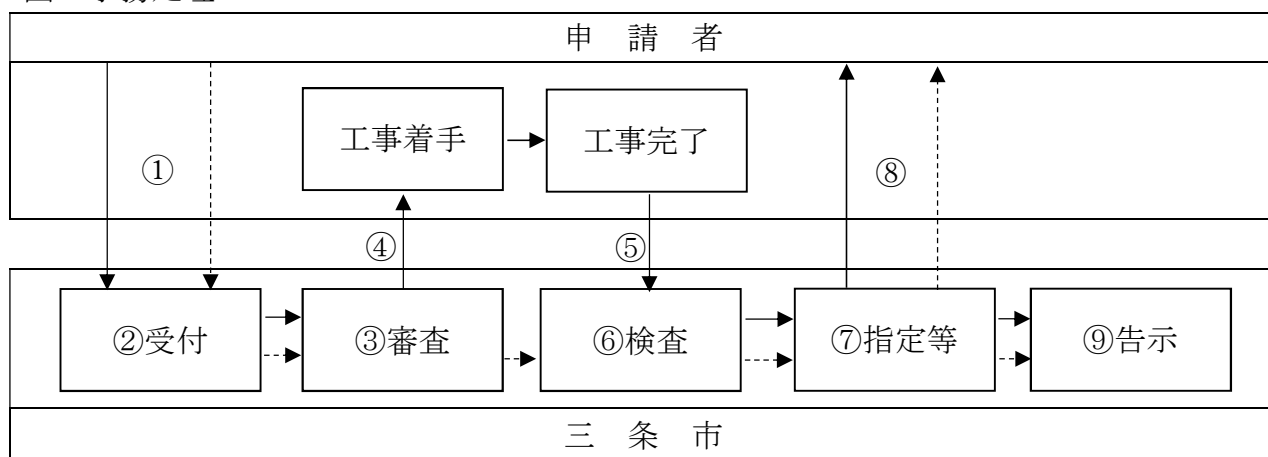 申 請 者
工事着手
工事完了
①
⑧
④
⑤
②受付
③審査
⑥検査
⑦指定等
⑨告示
三 条 市